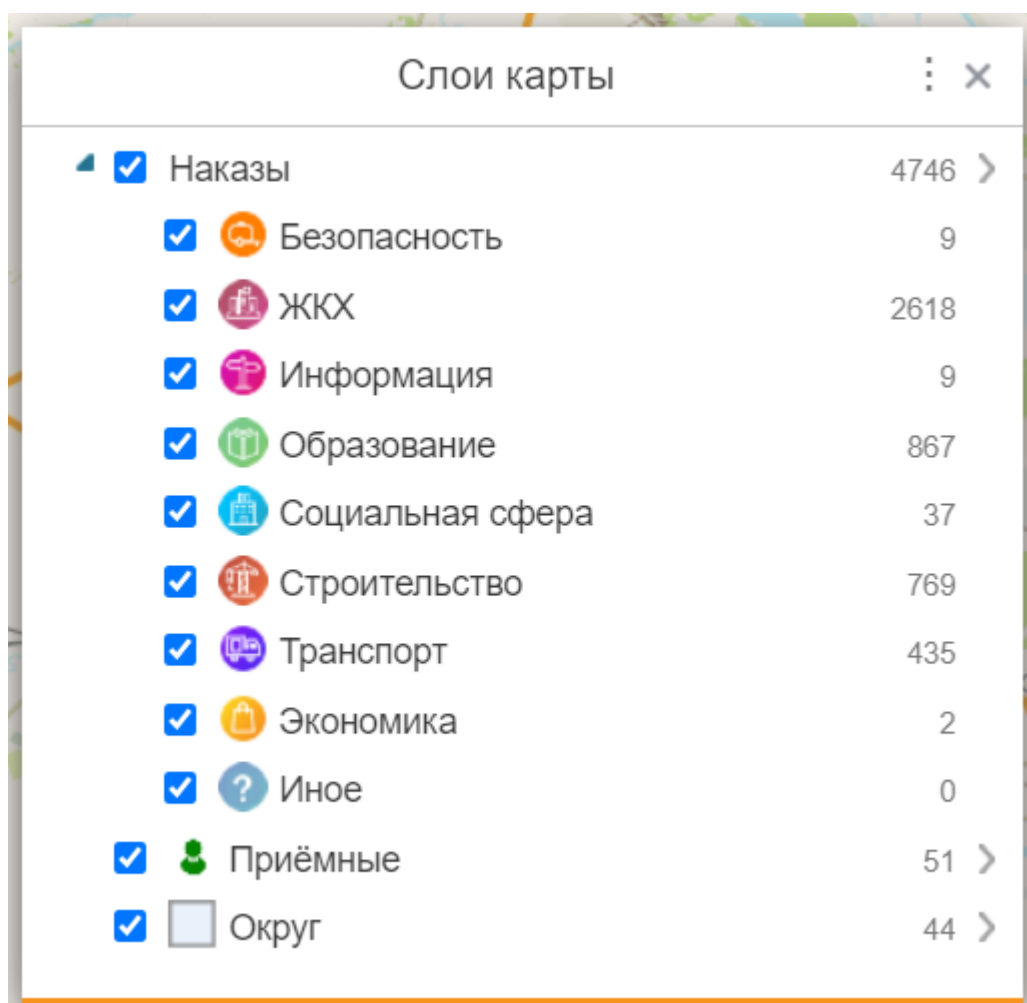 Слои карты
Наказы 4746
Безопасность 9
ЖКХ 2618
Информация 9
Образование 867
Социальная сфера 37
Строительство 769
Транспорт 435
Экономика 2
? Иное 0
Приёмные 51
Округ 44